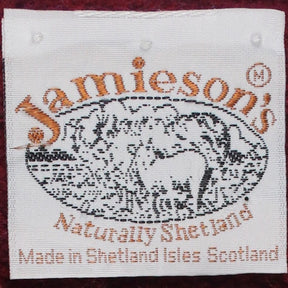 Jamieson's
M
Naturally Shetland
Made in Shetland Isles Scotland